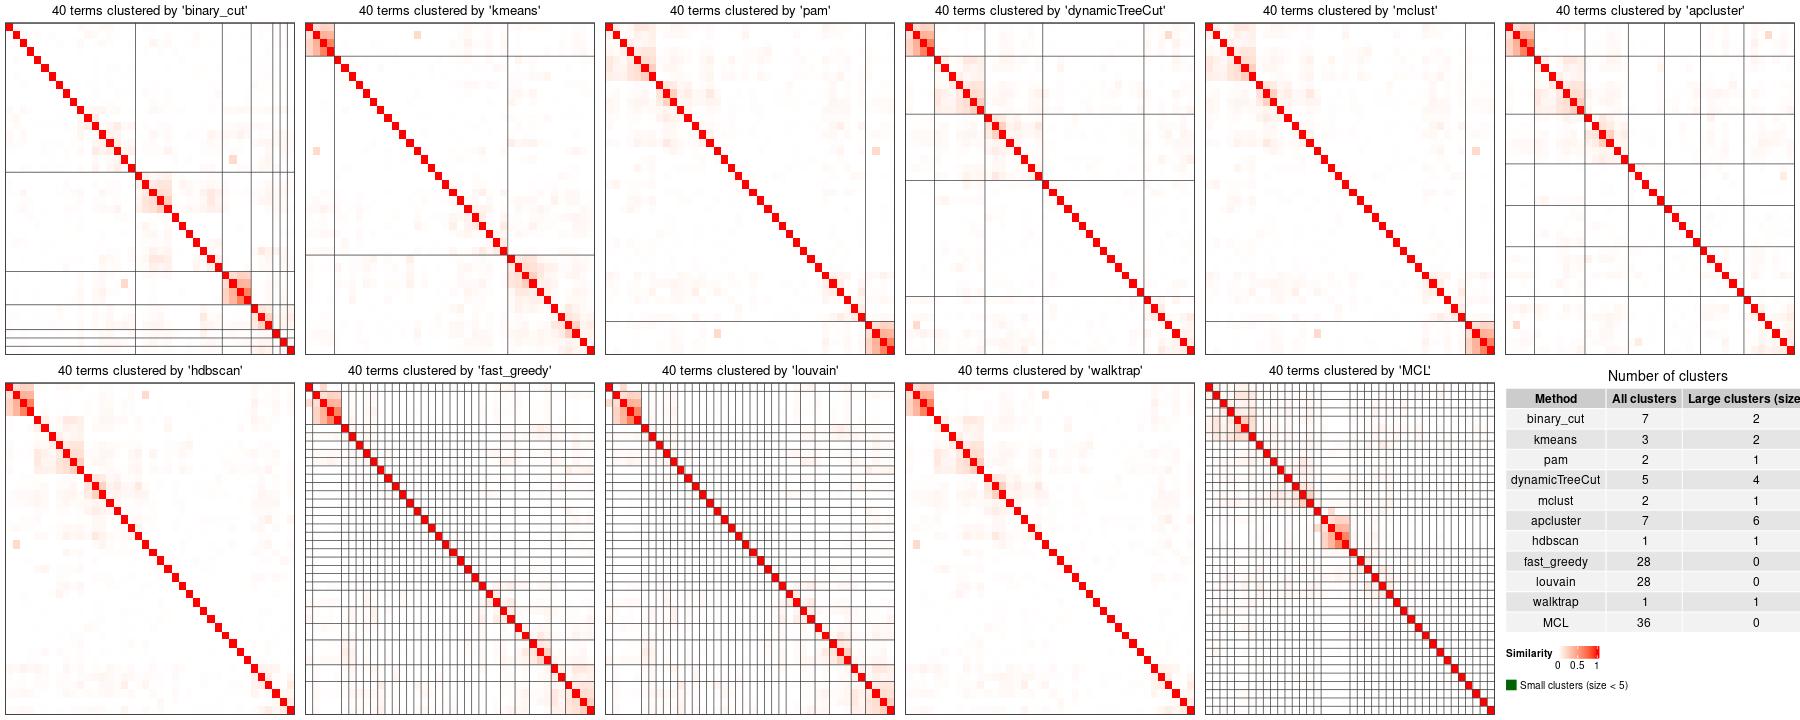 40 terms clustered by 'binary_cut'
40 terms clustered by 'kmeans'
40 terms clustered by 'pam'
40 terms clustered by 'dynamicTreeCut'
40 terms clustered by 'mclust'
40 terms clustered by 'apcluster'
40 terms clustered by 'hdbscan'
40 terms clustered by 'fast_greedy'
40 terms clustered by 'louvain'
40 terms clustered by 'walktrap'
40 terms clustered by 'MCL'
Number of clusters
Method All clusters Large clusters (size
binary_cut 7 2
kmeans 3 2
pam 2 1
dynamicTreeCut 5 4
mclust 2 1
apcluster 7 6
hdbscan 1 1
fast_greedy 28 0
louvain 28 0
walktrap 1 1
MCL 36 0
Similarity
0 0.5 1
Small clusters (size < 5)